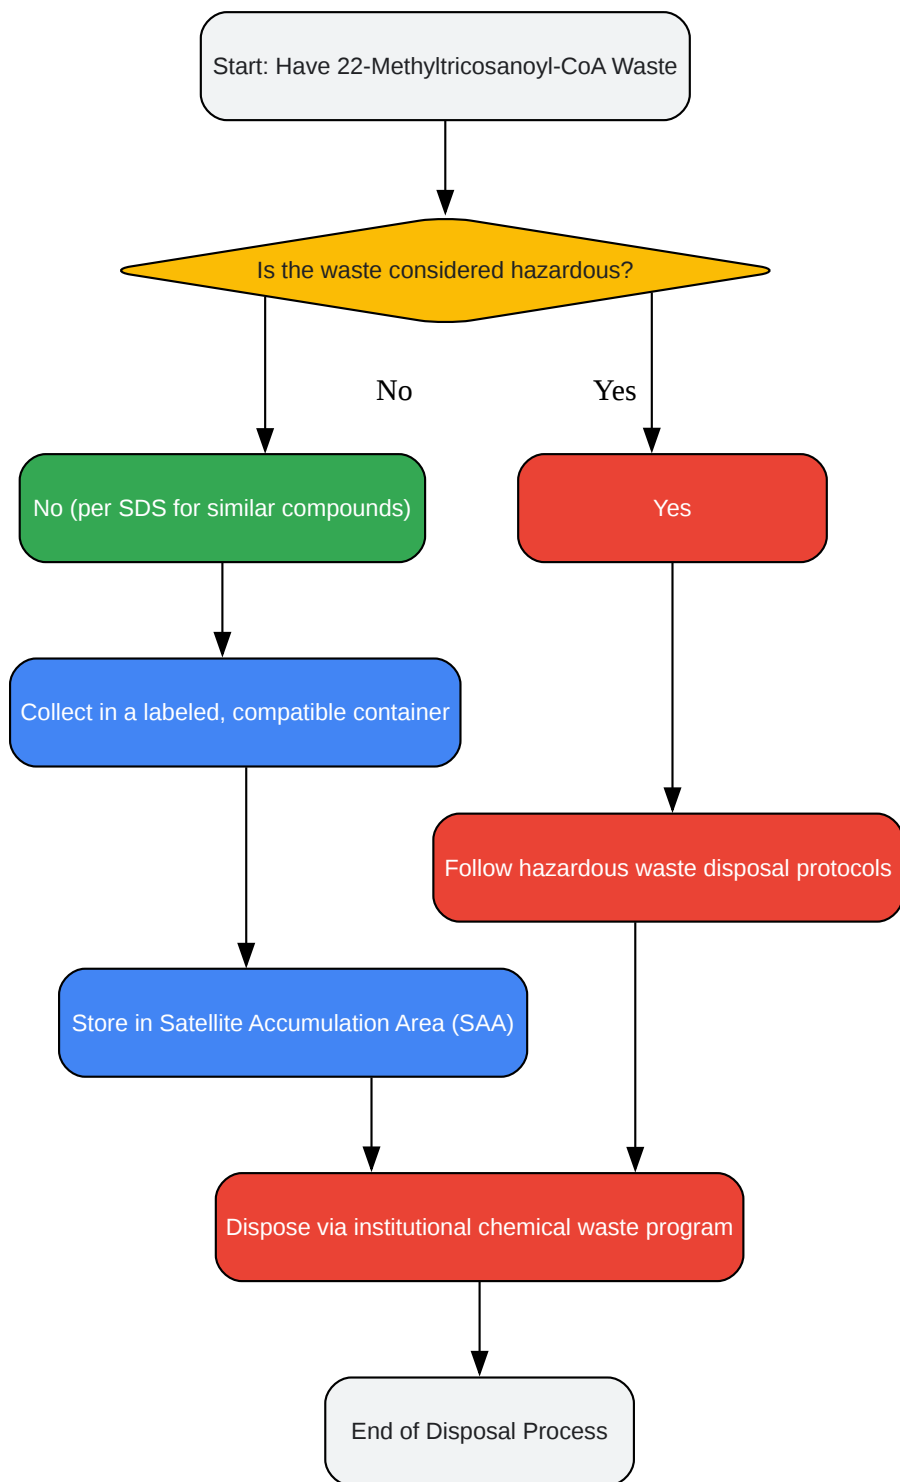 Start: Have 22-Methyltricosanoyl-CoA Waste
Is the waste considered hazardous?
No
Yes
No (per SDS for similar compounds)
Yes
Collect in a labeled, compatible container
Follow hazardous waste disposal protocols
Store in Satellite Accumulation Area (SAA)
Dispose via institutional chemical waste program
End of Disposal Process